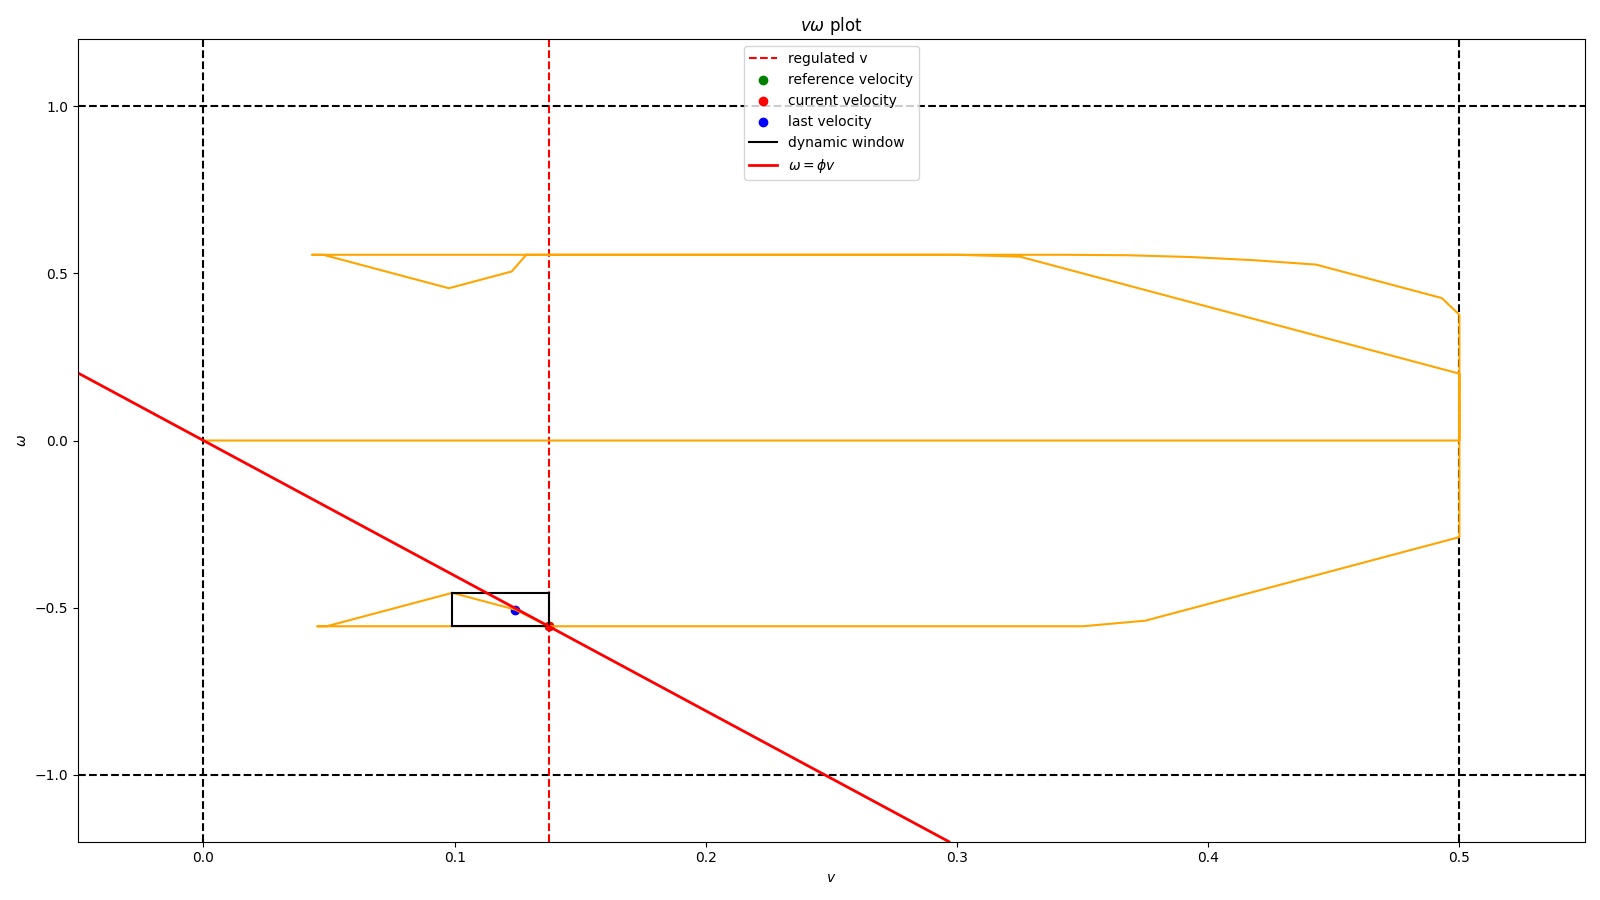 vω plot
regulated v
reference velocity
current velocity
last velocity
dynamic window
ω = ϕv
1.0
0.5
0.0
−0.5
−1.0
ω
0.0 0.1 0.2 0.3 0.4 0.5
v